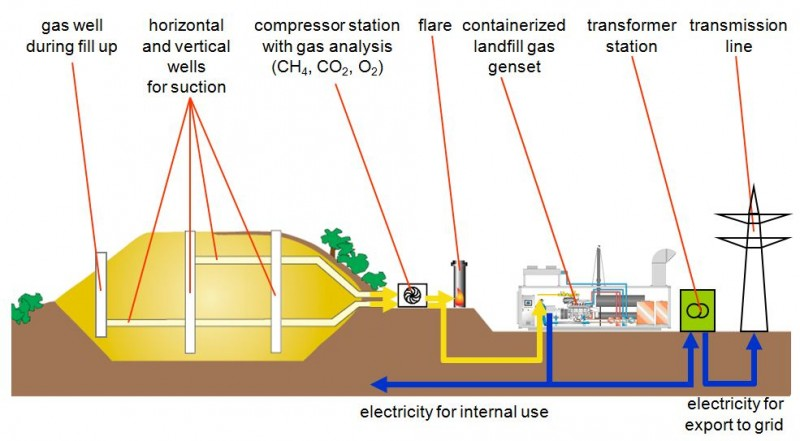 gas well
during fill up
horizontal
and vertical
wells
for suction
compressor station
with gas analysis
(CH₄, CO₂, O₂)
flare
containerized
landfill gas
genset
transformer
station
transmission
line
electricity for internal use
electricity for
export to grid